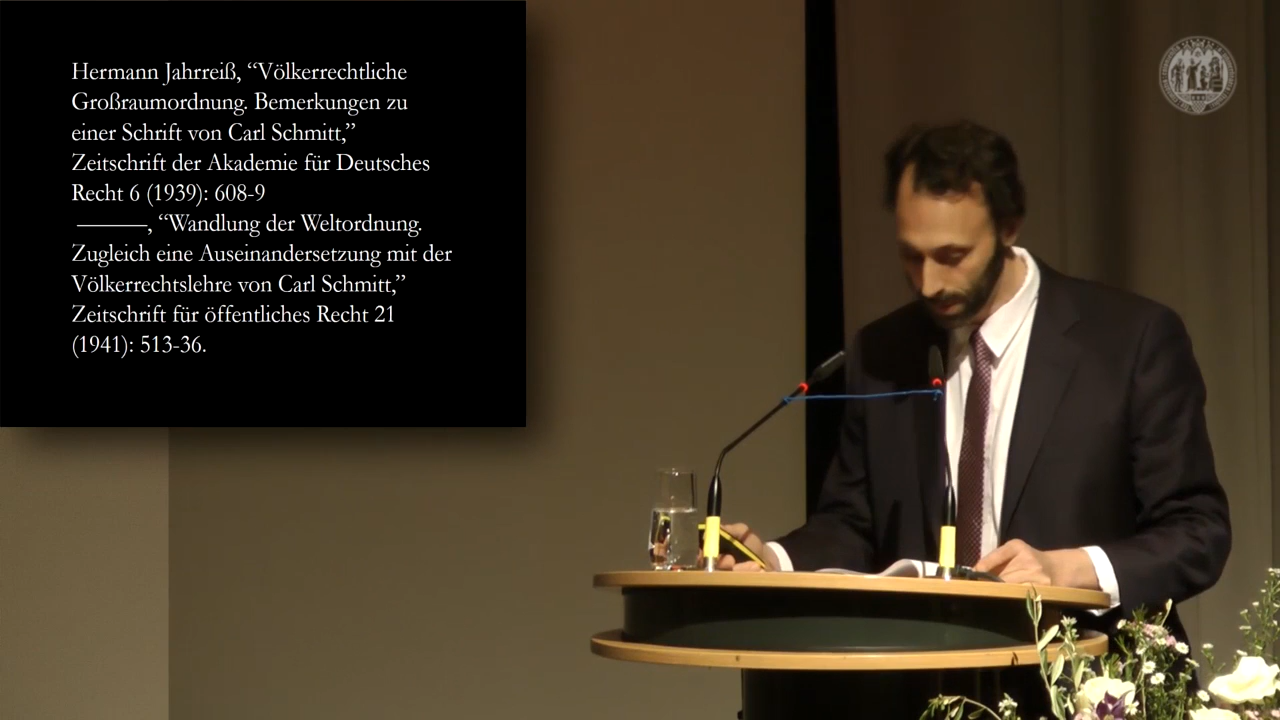 Hermann Jahrreiß, “Völkerrechtliche
Großraumordnung. Bemerkungen zu
einer Schrift von Carl Schmitt,”
Zeitschrift der Akademie für Deutsches
Recht 6 (1939): 608-9
———, “Wandlung der Weltordnung.
Zugleich eine Auseinandersetzung mit der
Völkerrechtslehre von Carl Schmitt,”
Zeitschrift für öffentliches Recht 21
(1941): 513-36.